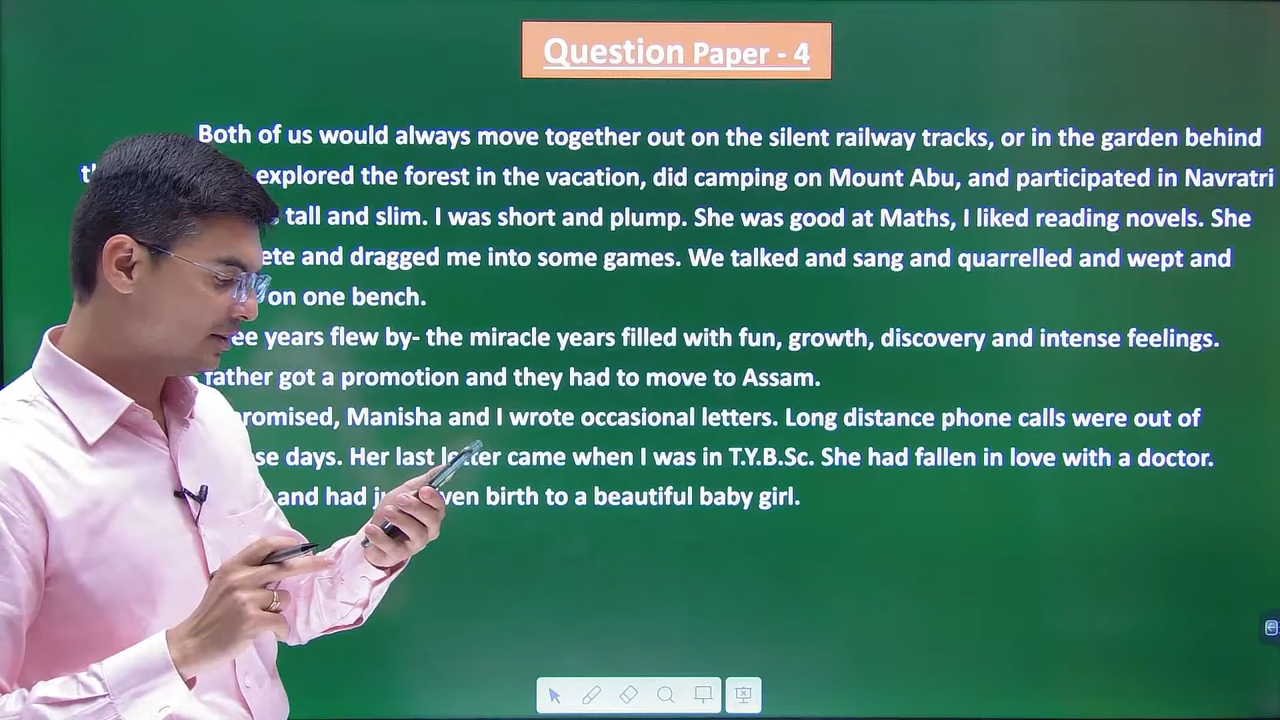 Question Paper - 4
Both of us would always move together out on the silent railway tracks, or in the garden behind
explored the forest in the vacation, did camping on Mount Abu, and participated in Navratri
tall and slim. I was short and plump. She was good at Maths, I liked reading novels. She
and dragged me into some games. We talked and sang and quarrelled and wept and
on one bench.
years flew by- the miracle years filled with fun, growth, discovery and intense feelings.
father got a promotion and they had to move to Assam.
promised, Manisha and I wrote occasional letters. Long distance phone calls were out of
days. Her last letter came when I was in T.Y.B.Sc. She had fallen in love with a doctor.
and had birth to a beautiful baby girl.